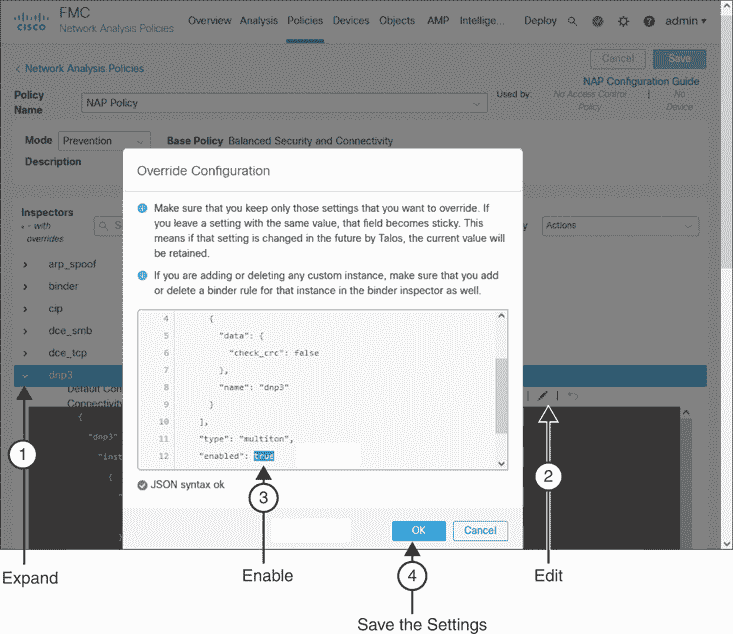 CISCO
FMC
Network Analysis Policies
Overview Analysis Policies Devices Objects AMP Intellige... Deploy admin
< Network Analysis Policies
Cancel Save
NAP Configuration Guide
Policy
Name
NAP Policy
Used by:
No Access Control
Policy
|
No
Device
Mode Prevention Base Policy Balanced Security and Connectivity
Description
Override Configuration
Make sure that you keep only those settings that you want to override. If
you leave a setting with the same value, that field becomes sticky. This
means if that setting is changed in the future by Talos, the current value will
be retained.
If you are adding or deleting any custom instance, make sure that you add
or delete a binder rule for that instance in the binder inspector as well.
Inspectors
• - with
overrides
Actions
> arp_spoof
> binder
> cip
> dce_smb
> dce_tcp
dnp3
Connectivity
{
"dnp3"
"inst
{
4 {
5 "data": {
6 "check_crc": false
7 },
8 "name": "dnp3"
9 }
10 ],
11 "type": "multiton",
12 "enabled": true
JSON syntax ok
OK Cancel
1
2
3
4
Expand
Enable
Edit
Save the Settings